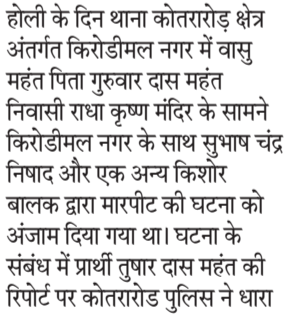 होली के दिन थाना कोतरारोड़ क्षेत्र
अंतर्गत किरोडीमल नगर में वासु
महंत पिता गुरुवार दास महंत
निवासी राधा कृष्ण मंदिर के सामने
किरोडीमल नगर के साथ सुभाष चंद्र
निषाद और एक अन्य किशोर
बालक द्वारा मारपीट की घटना को
अंजाम दिया गया था। घटना के
संबंध में प्रार्थी तुषार दास महंत की
रिपोर्ट पर कोतरारोड पुलिस ने धारा